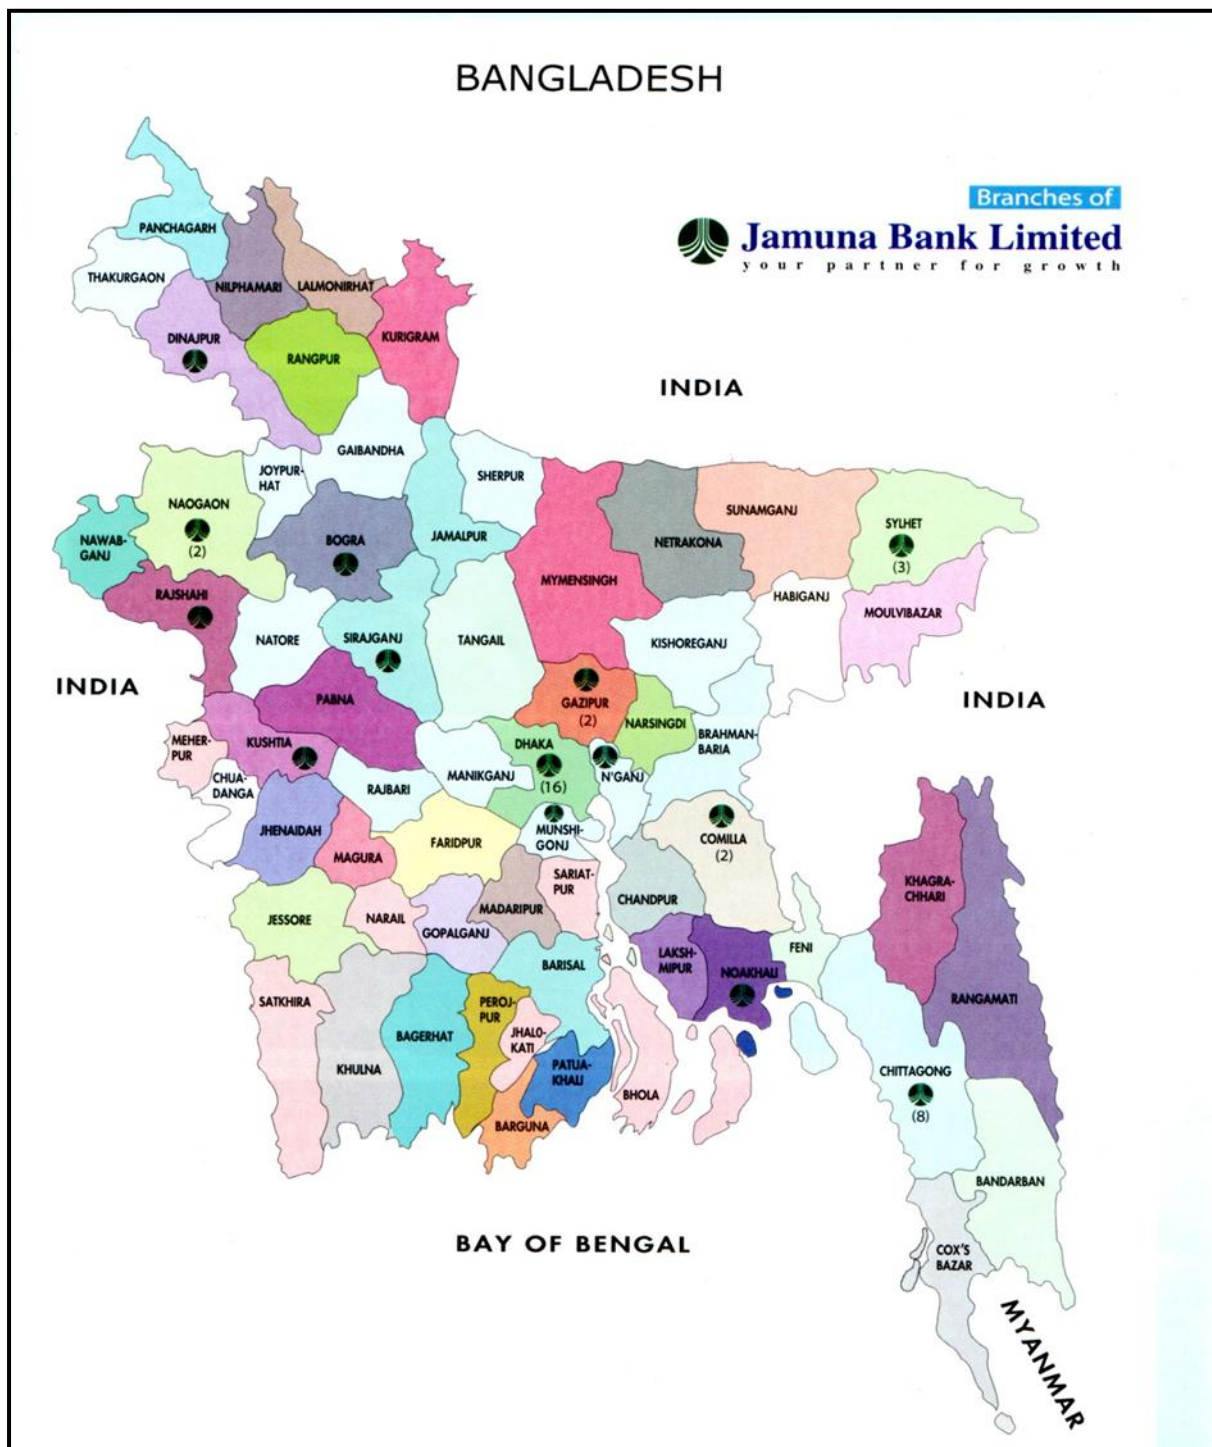 BANGLADESH
Branches of
Jamuna Bank Limited
your partner for growth
PANCHAGARH
THAKURGAON
NILPHAMARI
LALMONIRHAT
DINAJPUR
RANGPUR
KURIGRAM
INDIA
GAIBANDHA
JOYPUR-
HAT
SHERPUR
NAOGAON
(2)
NAWAB-
GANJ
BOGRA
JAMALPUR
NETRAKONA
SUNAMGANJ
SYLHET
(3)
MYMENSINGH
RAJSHAHI
HABIGANJ
MOULVIBAZAR
NATORE
SIRAJGANJ
TANGAIL
KISHOREGANJ
INDIA
PABNA
GAZIPUR
(2)
INDIA
NARSINGDI
BRAHMAN-
BARIA
MEHER-
PUR
KUSHTIA
DHAKA
(16)
MANIKGANJ
N'GANJ
CHUA-
DANGA
RAJBARI
JHENAIDAH
MAGURA
FARIDPUR
MUNSHI-
GONJ
COMILLA
(2)
SARIAT-
PUR
KHAGRA-
CHHARI
CHANDPUR
JESSORE
NARAIL
MADARIPUR
GOPALGANJ
LAKSH-
MIPUR
NOAKHALI
FENI
BARISAL
SATKHIRA
PEROJ-
PUR
RANGAMATI
BAGERHAT
JHALO-
KATI
KHULNA
PATUA-
KHALI
BHOLA
CHITTAGONG
(8)
BARGUNA
BANDARBAN
BAY OF BENGAL
COX'S
BAZAR
MYANMAR